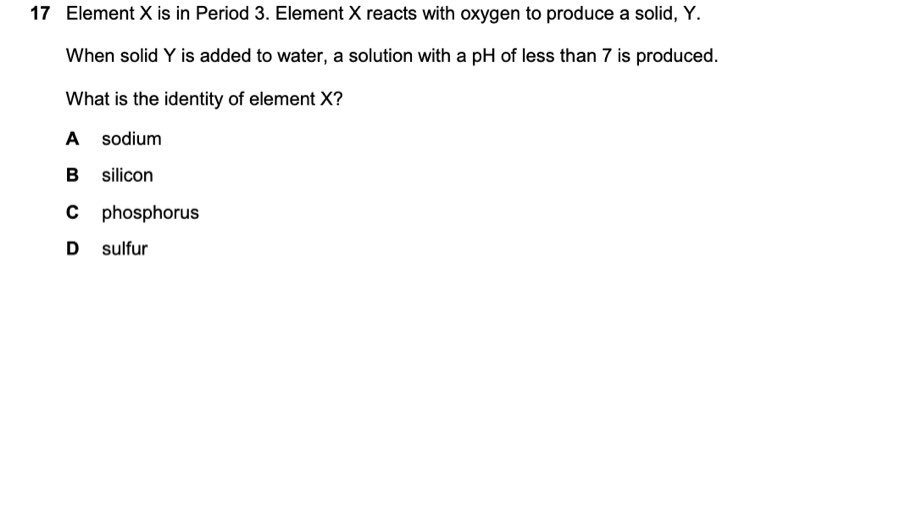 17 Element X is in Period 3. Element X reacts with oxygen to produce a solid, Y.
When solid Y is added to water, a solution with a pH of less than 7 is produced.
What is the identity of element X?
A sodium
B silicon
C phosphorus
D sulfur